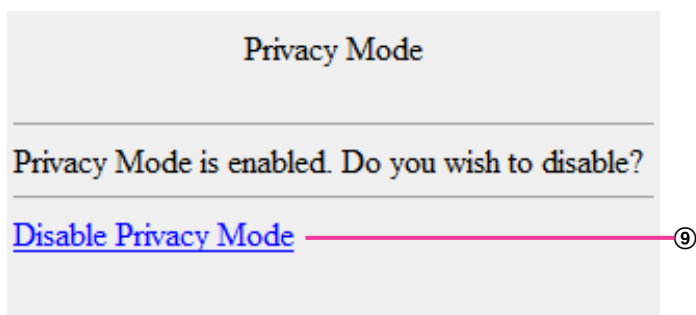 Privacy Mode
Privacy Mode is enabled. Do you wish to disable?
Disable Privacy Mode ⑨